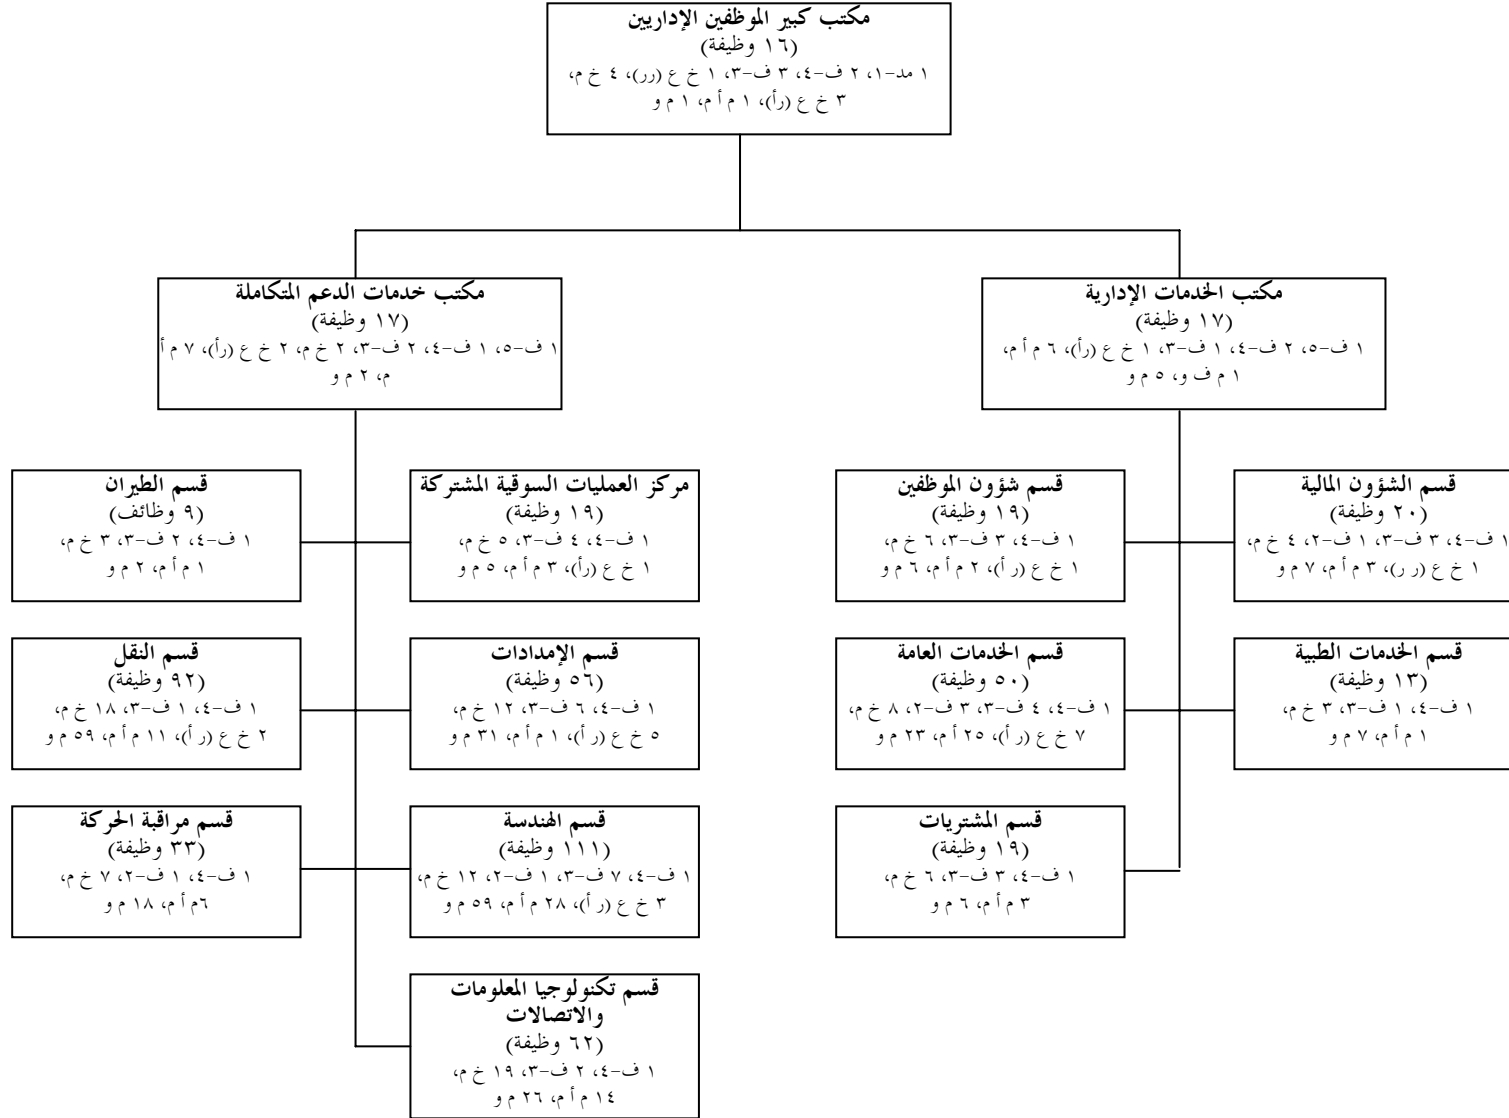 مكتب كبير الموظفين الإداريين
(١٦ وظيفة)
١ مد-١، ٢ ف-٤، ٣ ف-٣، ١ خ ع (رر)، ٤ خ م،
٣ خ ع (رأ)، ١ م أ م، ١ م و
مكتب الخدمات الإدارية
(١٧ وظيفة)
١ ف-٥، ٢ ف-٤، ١ ف-٣، ١ خ ع (رأ)، ٦ م أ م،
١ م ف و، ٥ م و
مكتب خدمات الدعم المتكاملة
(١٧ وظيفة)
١ ف-٥، ١ ف-٤، ٢ ف-٣، ٢ خ م، ٢ خ ع (رأ)، ٧ م أ
م، ٢ م و
قسم الشؤون المالية
(٢٠ وظيفة)
١ ف-٤، ٣ ف-٣، ١ ف-٢، ٤ خ م،
١ خ ع (ر ر)، ٣ م أ م، ٧ م و
قسم شؤون الموظفين
(١٩ وظيفة)
١ ف-٤، ٣ ف-٣، ٦ خ م،
١ خ ع (ر أ)، ٢ م أ م، ٦ م و
مركز العمليات السوقية المشتركة
(١٩ وظيفة)
١ ف-٤، ٤ ف-٣، ٥ خ م،
١ خ ع (رأ)، ٣ م أ م، ٥ م و
قسم الطيران
(٩ وظائف)
١ ف-٤، ٢ ف-٣، ٣ خ م،
١ م أ م، ٢ م و
قسم الخدمات الطبية
(١٣ وظيفة)
١ ف-٤، ١ ف-٣، ٣ خ م،
١ م أ م، ٧ م و
قسم الخدمات العامة
(٥٠ وظيفة)
١ ف-٤، ٤ ف-٣، ٣ ف-٢، ٨ خ م،
٧ خ ع (ر أ)، ٢٥ أ م، ٢٣ م و
قسم الإمدادات
(٥٦ وظيفة)
١ ف-٤، ٦ ف-٣، ١٢ خ م،
٥ خ ع (ر أ)، ١ م أ م، ٣١ م و
قسم النقل
(٩٢ وظيفة)
١ ف-٤، ١ ف-٣، ١٨ خ م،
٢ خ ع (ر أ)، ١١ م أ م، ٥٩ م و
قسم المشتريات
(١٩ وظيفة)
١ ف-٤، ٣ ف-٣، ٦ خ م،
٣ م أ م، ٦ م و
قسم الهندسة
(١١١ وظيفة)
١ ف-٤، ٧ ف-٣، ١ ف-٢، ١٢ خ م،
٣ خ ع (ر أ)، ٢٨ م أ م، ٥٩ م و
قسم مراقبة الحركة
(٣٣ وظيفة)
١ ف-٤، ١ ف-٢، ٧ خ م،
٦م أ م، ١٨ م و
قسم تكنولوجيا المعلومات
والاتصالات
(٦٢ وظيفة)
١ ف-٤، ٢ ف-٣، ١٩ خ م،
١٤ م أ م، ٢٦ م و